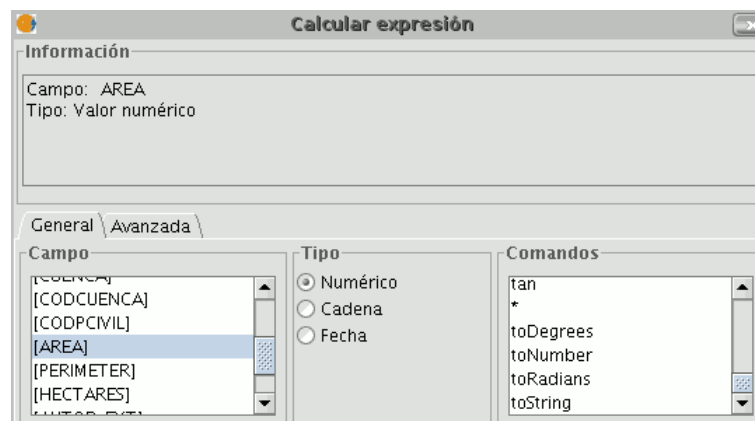 Calcular expresión
Información
Campo: AREA
Tipo: Valor numérico
General
Avanzada
Campo
[CUENCA]
[CODCUENCA]
[CODPCIVIL]
[AREA]
[PERIMETER]
[HECTARES]
Tipo
Numérico
Cadena
Fecha
Comandos
tan
*
toDegrees
toNumber
toRadians
toString